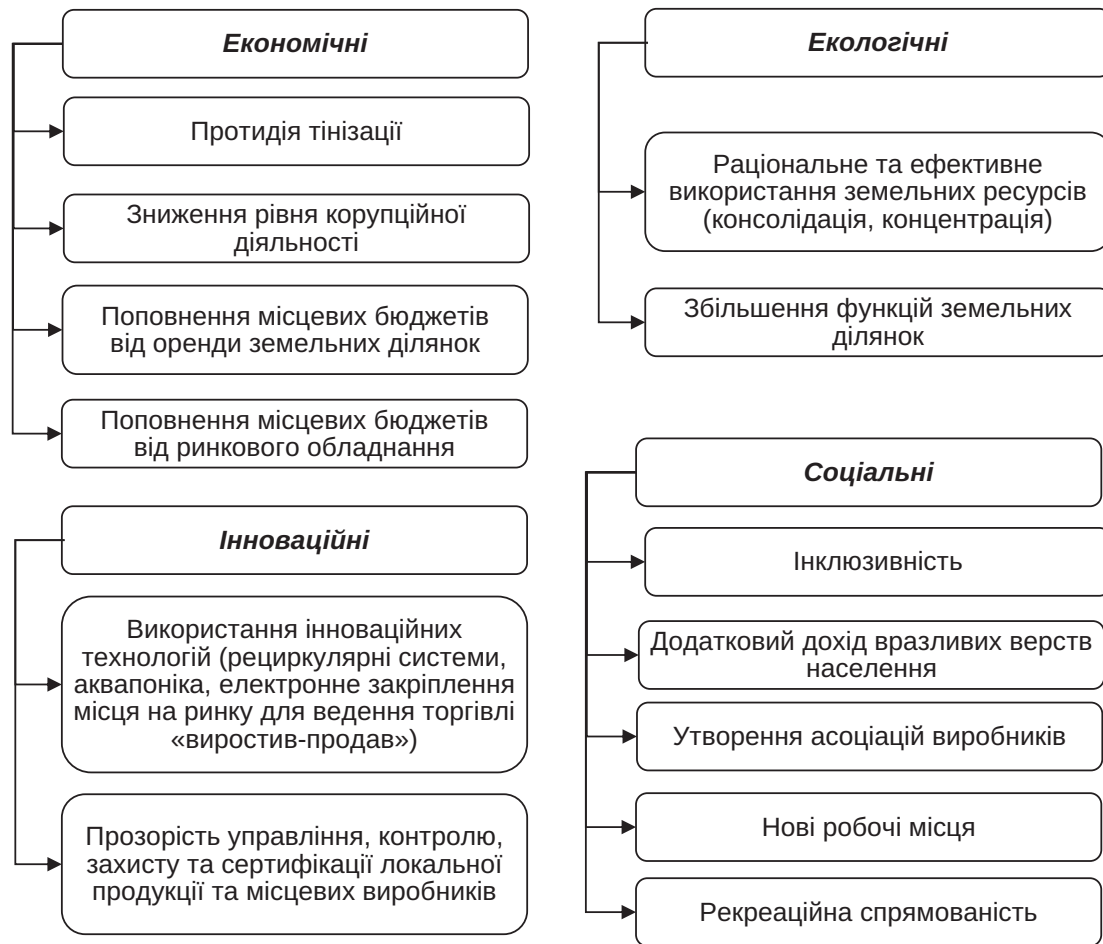 Економічні
Протидія тінізації
Зниження рівня корупційної
діяльності
Поповнення місцевих бюджетів
від оренди земельних ділянок
Поповнення місцевих бюджетів
від ринкового обладнання
Інноваційні
Використання інноваційних
технологій (рециркулярні системи,
аквапоніка, електронне закріплення
місця на ринку для ведення торгівлі
«виростив-продав»)
Прозорість управління, контролю,
захисту та сертифікації локальної
продукції та місцевих виробників
Екологічні
Раціональне та ефективне
використання земельних ресурсів
(консолідація, концентрація)
Збільшення функцій земельних
ділянок
Соціальні
Інклюзивність
Додатковий дохід вразливих верств
населення
Утворення асоціацій виробників
Нові робочі місця
Рекреаційна спрямованість